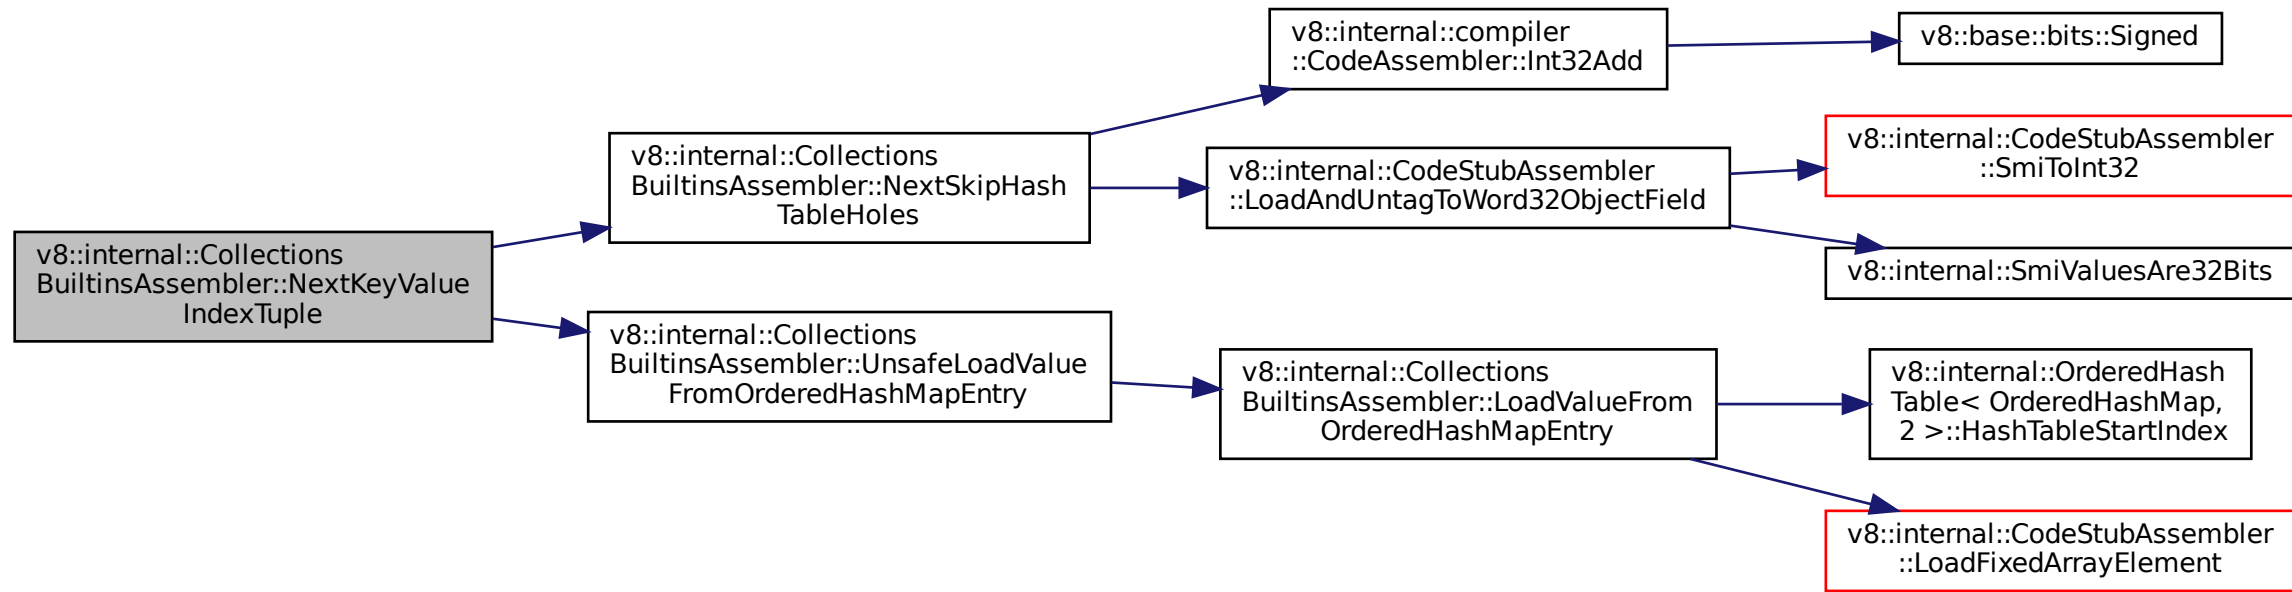 v8::internal::Collections
BuiltinsAssembler::NextKeyValue
IndexTuple
v8::internal::Collections
BuiltinsAssembler::NextSkipHash
TableHoles
v8::internal::compiler
::CodeAssembler::Int32Add
v8::base::bits::Signed
v8::internal::CodeStubAssembler
::LoadAndUntagToWord32ObjectField
v8::internal::CodeStubAssembler
::SmiToInt32
v8::internal::SmiValuesAre32Bits
v8::internal::Collections
BuiltinsAssembler::UnsafeLoadValue
FromOrderedHashMapEntry
v8::internal::Collections
BuiltinsAssembler::LoadValueFrom
OrderedHashMapEntry
v8::internal::OrderedHash
Table< OrderedHashMap,
2 >::HashTableStartIndex
v8::internal::CodeStubAssembler
::LoadFixedArrayElement